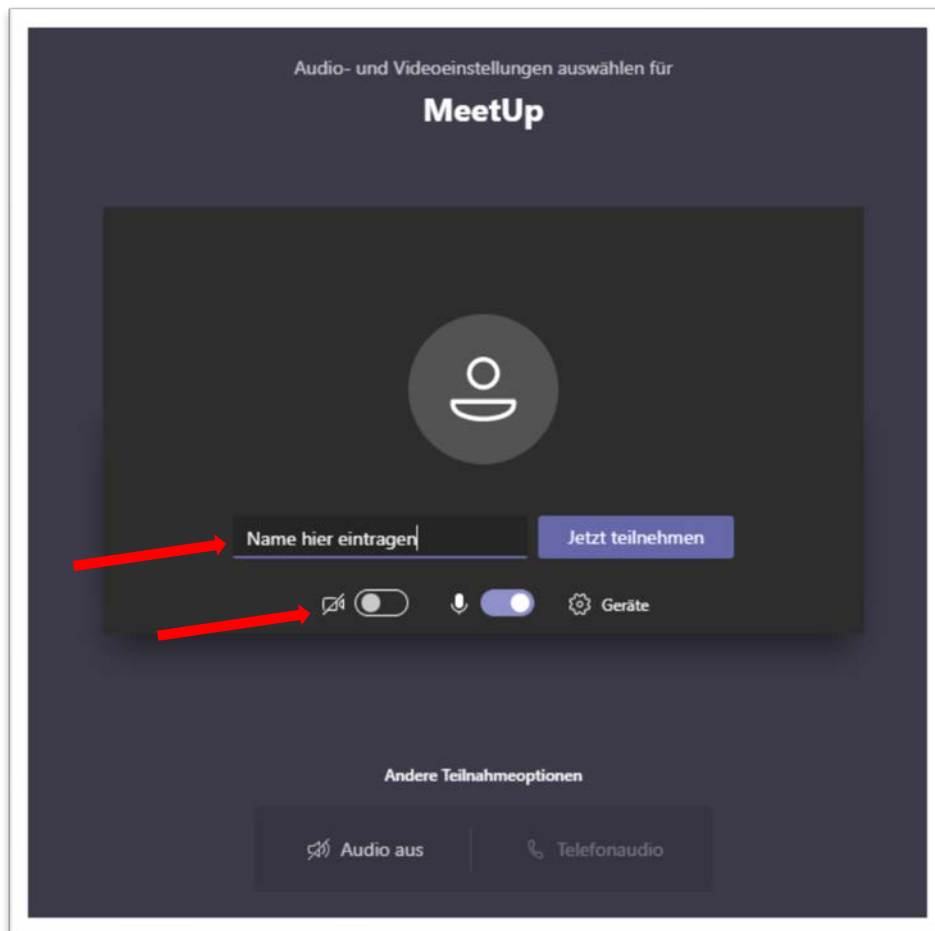 Audio- und Videoeinstellungen auswählen für
MeetUp
Name hier eintragen
Jetzt teilnehmen
Geräte
Andere Teilnahmeoptionen
Audio aus
Telefonaudio